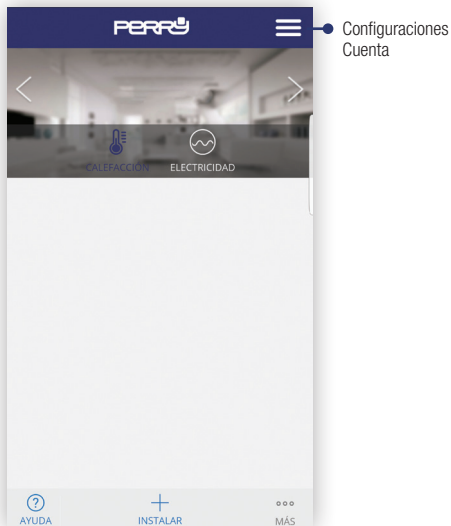 PERRY
Configuraciones
Cuenta
CALEFACCIÓN ELECTRICIDAD
AYUDA INSTALAR MÁS